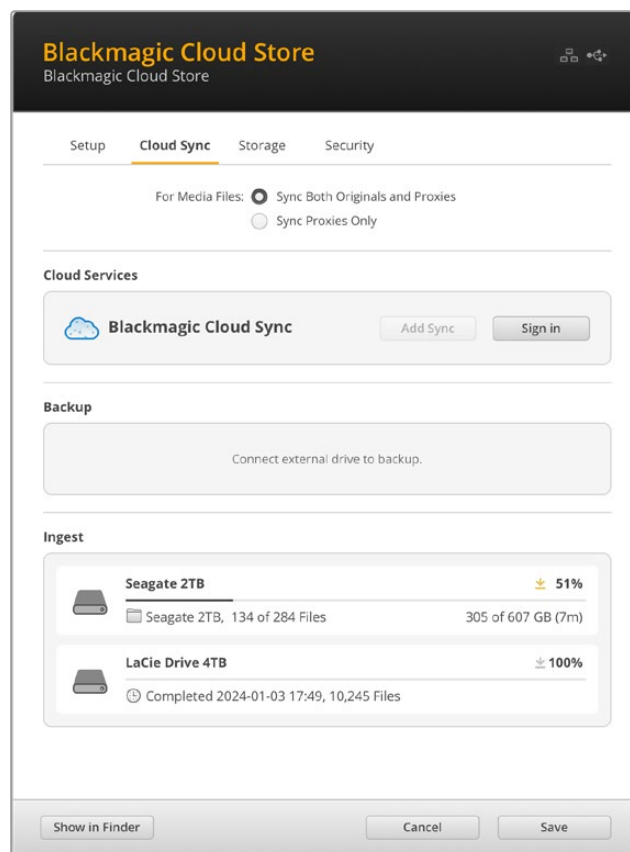 Blackmagic Cloud Store
Blackmagic Cloud Store
Setup Cloud Sync Storage Security
For Media Files: Sync Both Originals and Proxies
Sync Proxies Only
Cloud Services
Blackmagic Cloud Sync Add Sync Sign in
Backup
Connect external drive to backup.
Ingest
Seagate 2TB 51%
Seagate 2TB, 134 of 284 Files 305 of 607 GB (7m)
LaCie Drive 4TB 100%
Completed 2024-01-03 17:49, 10,245 Files
Show in Finder Cancel Save